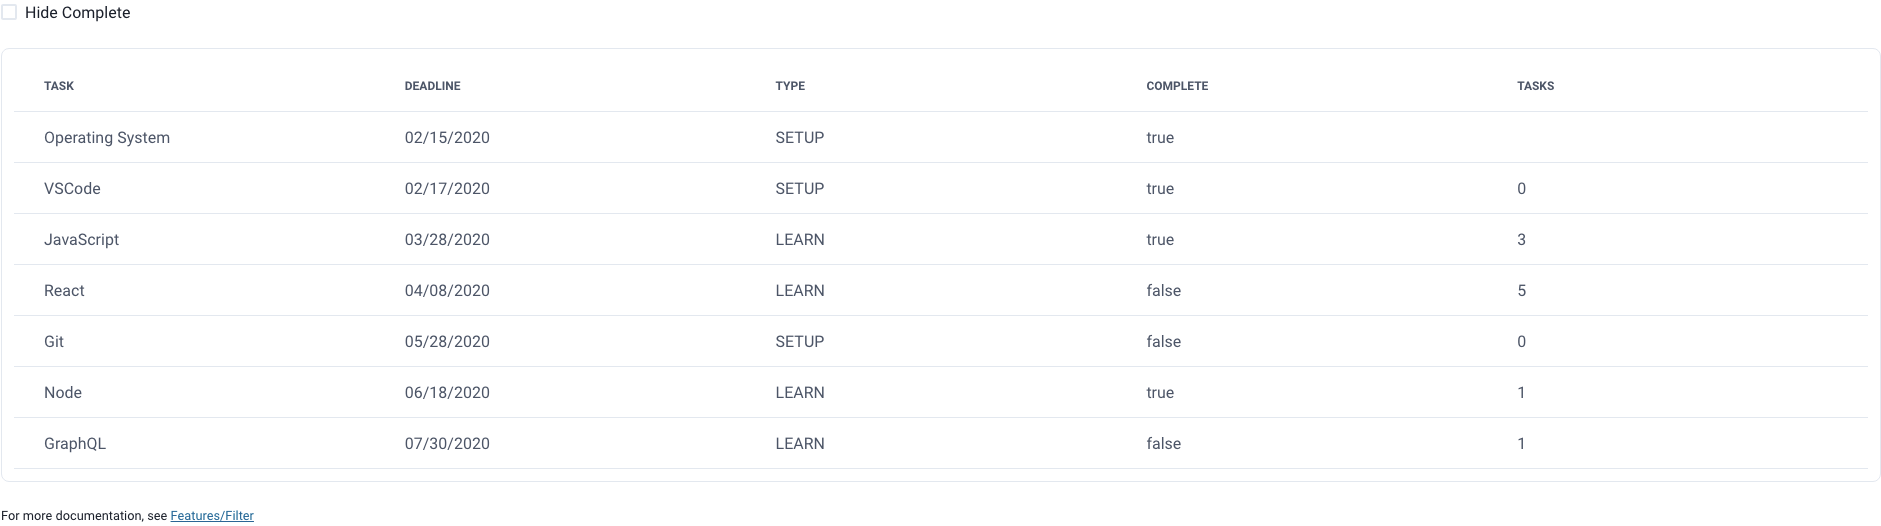 Hide Complete
TASK DEADLINE TYPE COMPLETE TASKS
Operating System 02/15/2020 SETUP true
VSCode 02/17/2020 SETUP true 0
JavaScript 03/28/2020 LEARN true 3
React 04/08/2020 LEARN false 5
Git 05/28/2020 SETUP false 0
Node 06/18/2020 LEARN true 1
GraphQL 07/30/2020 LEARN false 1
For more documentation, see Features/Filter